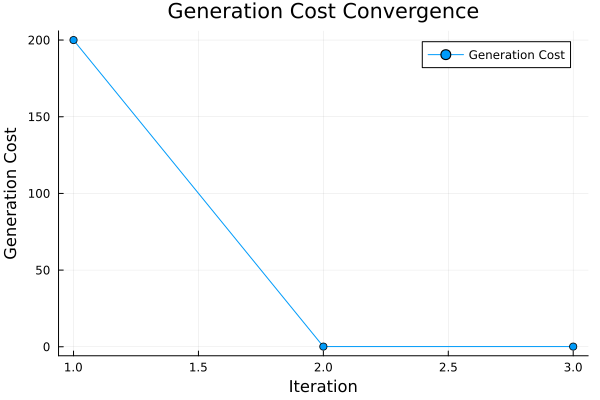 Generation Cost Convergence
Generation Cost
200
150
100
50
0
Generation Cost
1.0 1.5 2.0 2.5 3.0
Iteration